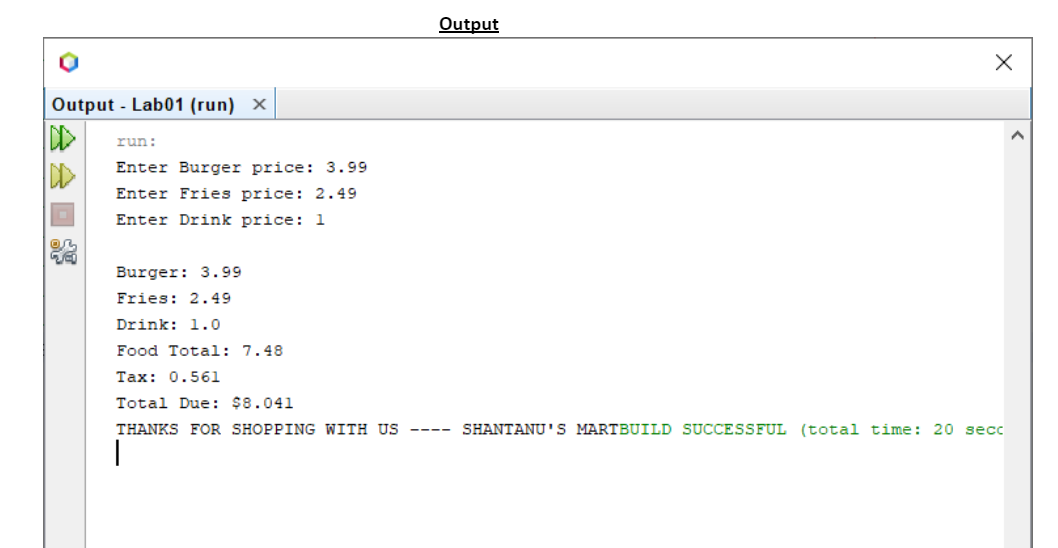 Output
Output - Lab01 (run)
run:
Enter Burger price: 3.99
Enter Fries price: 2.49
Enter Drink price: 1
Burger: 3.99
Fries: 2.49
Drink: 1.0
Food Total: 7.48
Tax: 0.561
Total Due: $8.041
THANKS FOR SHOPPING WITH US ---- SHANTANU'S MARTBUILD SUCCESSFUL (total time: 20